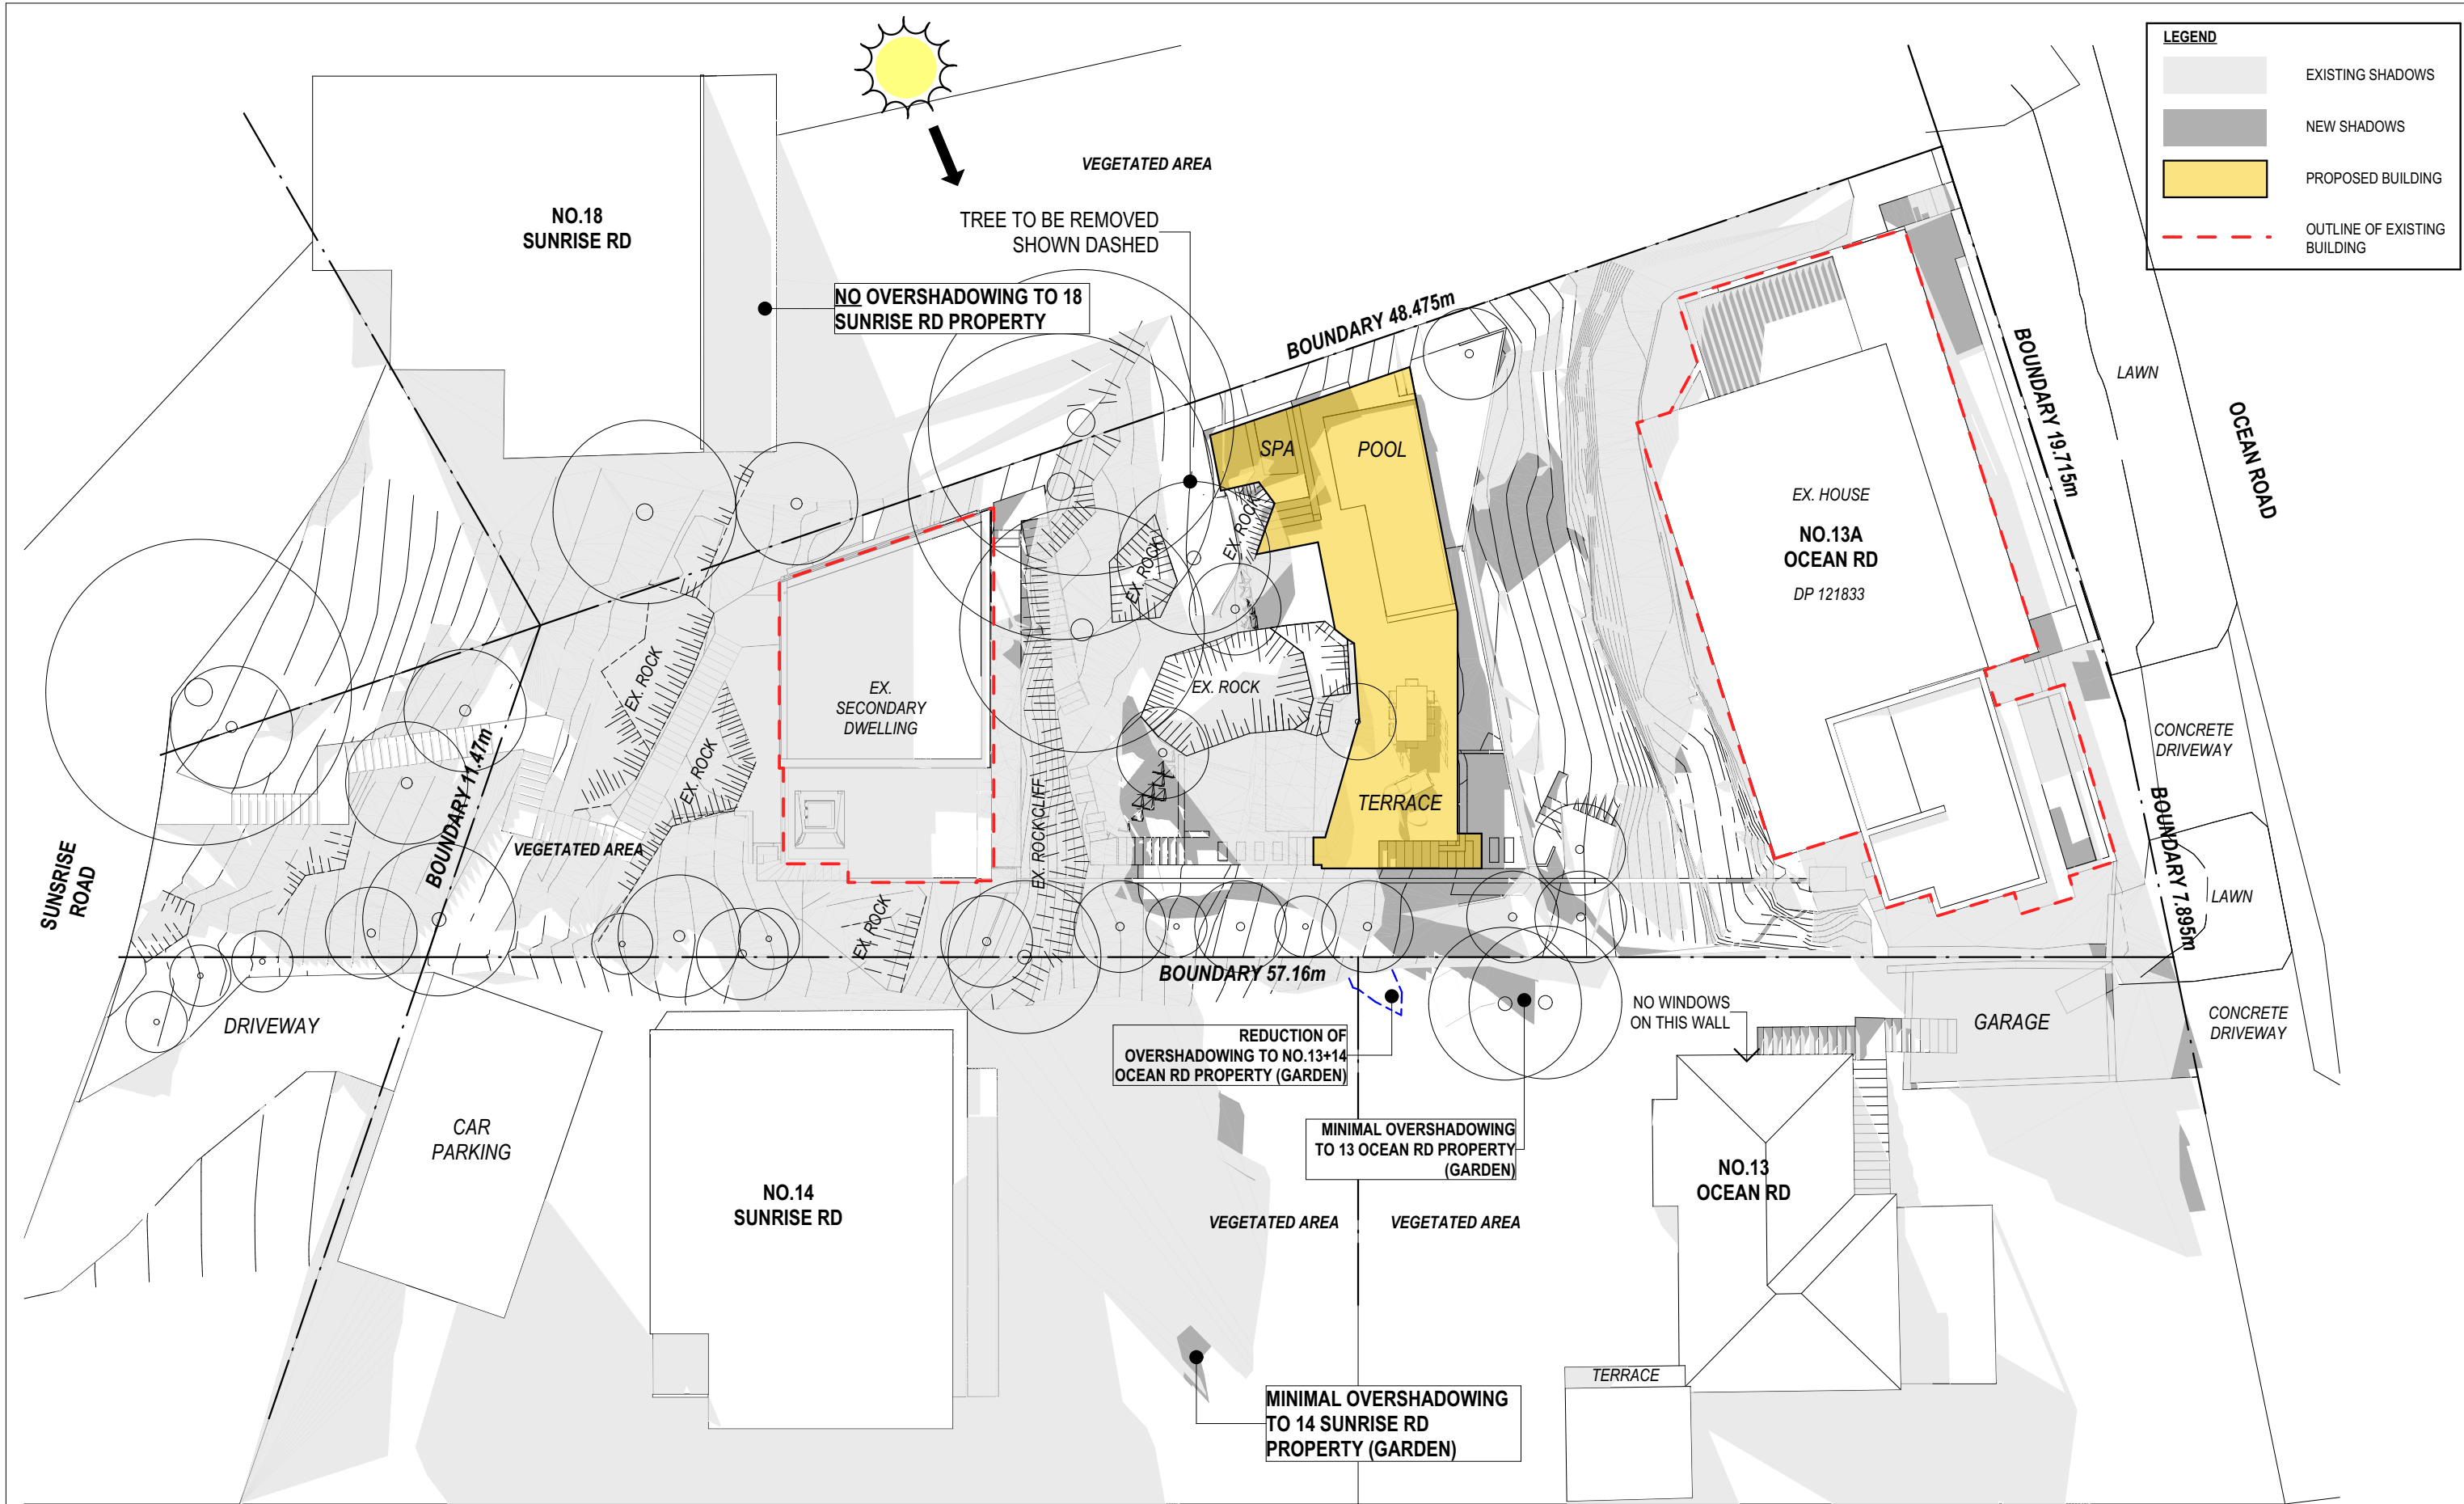 LEGEND
EXISTING SHADOWS
NEW SHADOWS
PROPOSED BUILDING
OUTLINE OF EXISTING
BUILDING
VEGETATED AREA
NO.18
SUNRISE RD
TREE TO BE REMOVED
SHOWN DASHED
NO OVERSHADOWING TO 18
SUNRISE RD PROPERTY
BOUNDARY 48.475m
BOUNDARY 19.715m
LAWN
OCEAN ROAD
SPA
POOL
EX. HOUSE
NO.13A
OCEAN RD
DP 121833
EX. ROCK
EX. ROCK
EX. ROCK
EX. ROCK
EX. ROCK
EX.
SECONDARY
DWELLING
EX. ROCK CLIFF
TERRACE
CONCRETE
DRIVEWAY
BOUNDARY 11.47m
VEGETATED AREA
SUNSRISE
ROAD
EX. ROCK
BOUNDARY 7.895m
LAWN
BOUNDARY 57.16m
DRIVEWAY
REDUCTION OF
OVERSHADOWING TO NO.13+14
OCEAN RD PROPERTY (GARDEN)
NO WINDOWS
ON THIS WALL
GARAGE
CONCRETE
DRIVEWAY
CAR
PARKING
MINIMAL OVERSHADOWING
TO 13 OCEAN RD PROPERTY
(GARDEN)
NO.14
SUNRISE RD
NO.13
OCEAN RD
VEGETATED AREA
VEGETATED AREA
TERRACE
MINIMAL OVERSHADOWING
TO 14 SUNRISE RD
PROPERTY (GARDEN)